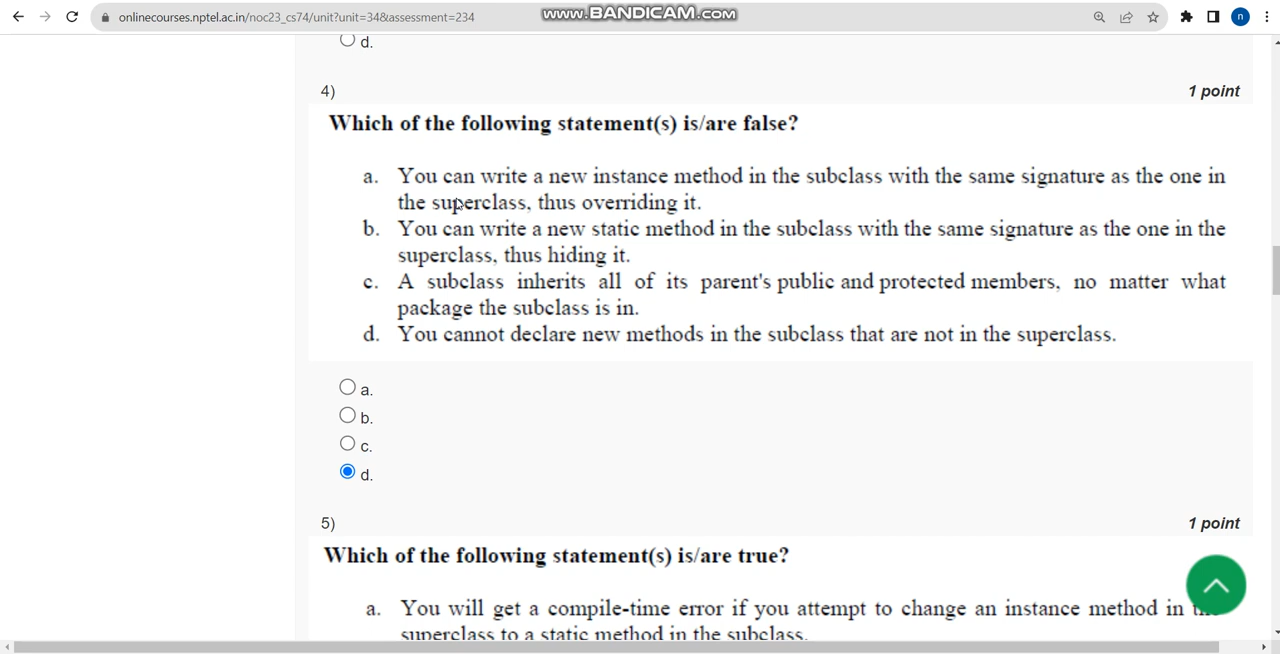 onlinecourses.nptel.ac.in/noc23_cs74/unit?unit=34&assessment=234
www.BANDICAM.com
n
d.
4)
1 point
Which of the following statement(s) is/are false?
a. You can write a new instance method in the subclass with the same signature as the one in
the superclass, thus overriding it.
b. You can write a new static method in the subclass with the same signature as the one in the
superclass, thus hiding it.
c. A subclass inherits all of its parent's public and protected members, no matter what
package the subclass is in.
d. You cannot declare new methods in the subclass that are not in the superclass.
a.
b.
c.
d.
5)
1 point
Which of the following statement(s) is/are true?
a. You will get a compile-time error if you attempt to change an instance method in
superclass to a static method in the subclass.